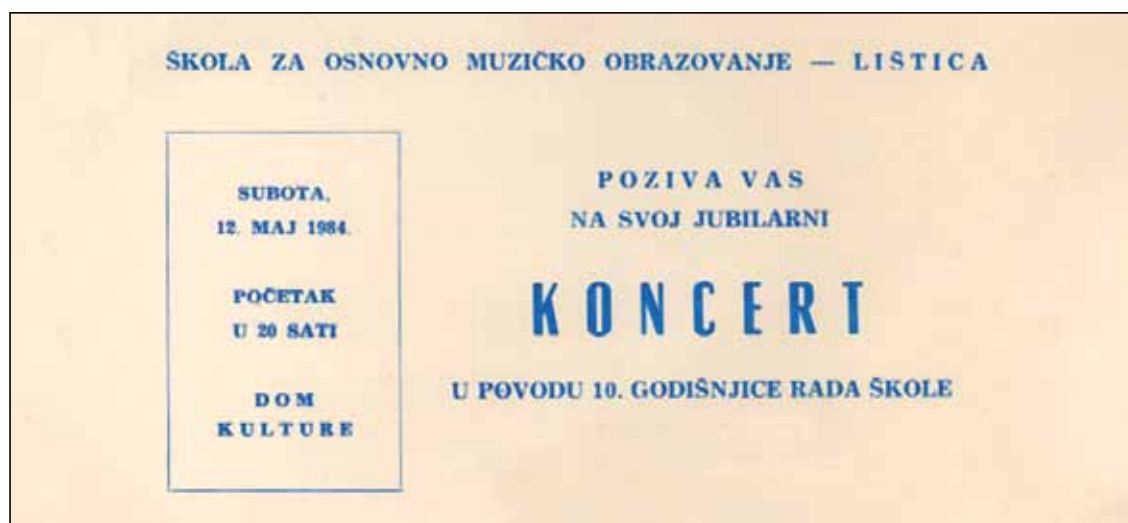 ŠKOLA ZA OSNOVNO MUZIČKO OBRAZOVANJE — LIŠTICA
SUBOTA,
12. MAJ 1984.
POČETAK
U 20 SATI
DOM
KULTURE
POZIVA VAS
NA SVOJ JUBILARNI
KONCERT
U POVODU 10. GODIŠNJICE RADA ŠKOLE